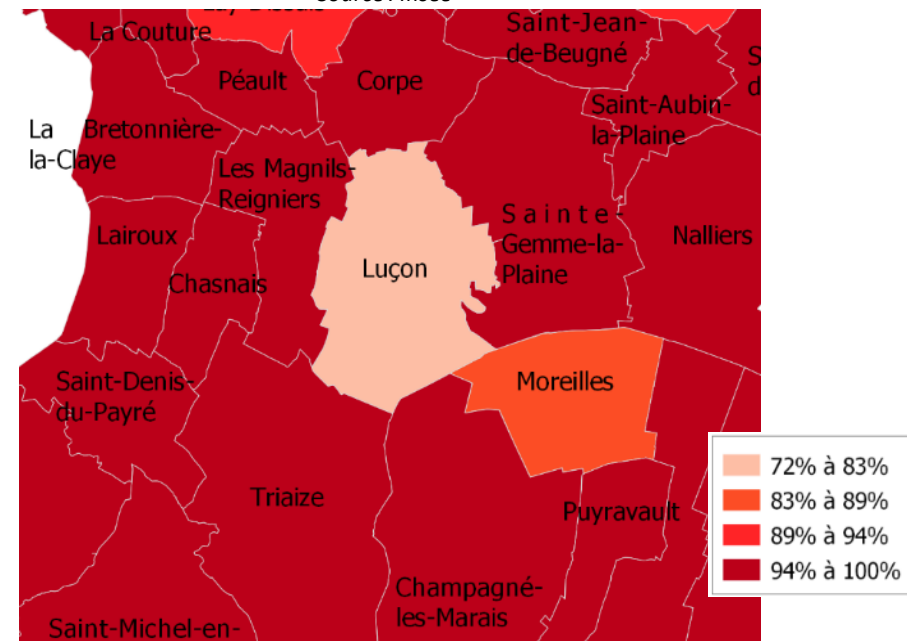 La Couture
Saint-Jean-
de-Beugné
Péault
Corpe
Saint-Aubin-
la-Plaine
La Bretonnière-
la-Claye
Les Magnils-
Reigniers
Sainte-
Gemme-la-
Plaine
Lairoux
Nalliers
Luçon
Chasnais
Saint-Denis-
du-Payré
Moreilles
72% à 83%
83% à 89%
89% à 94%
94% à 100%
Triaize
Puyravault
Champagné-
les-Marais
Saint-Michel-en-